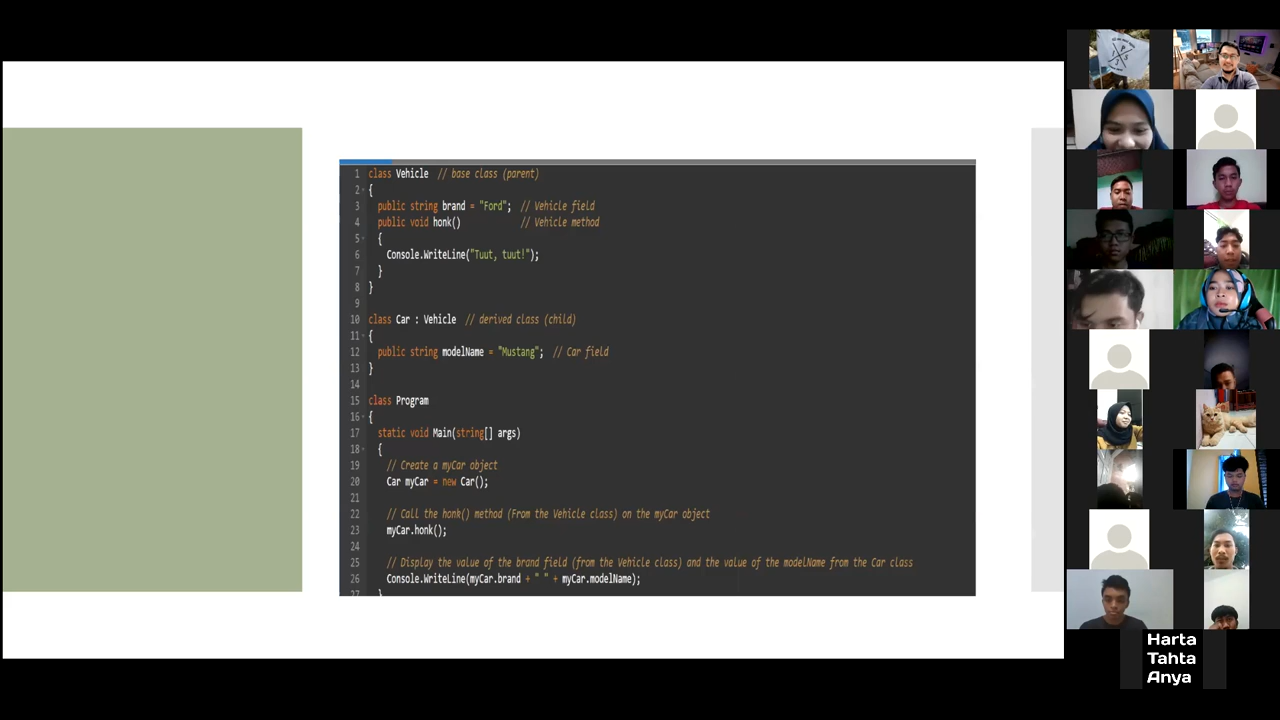 1 class Vehicle // base class (parent)
2 {
3 public string brand = "Ford"; // Vehicle field
4 public void honk() // Vehicle method
5 {
6 Console.WriteLine("Tuut, tuut!");
7 }
8 }
9
10 class Car : Vehicle // derived class (child)
11 {
12 public string modelName = "Mustang"; // Car field
13 }
14
15 class Program
16 {
17 static void Main(string[] args)
18 {
19 // Create a myCar object
20 Car myCar = new Car();
21
22 // Call the honk() method (From the Vehicle class) on the myCar object
23 myCar.honk();
24
25 // Display the value of the brand field (from the Vehicle class) and the value of the modelName from the Car class
26 Console.WriteLine(myCar.brand + " " + myCar.modelName);
27 }
Harta
Tahta
Anya